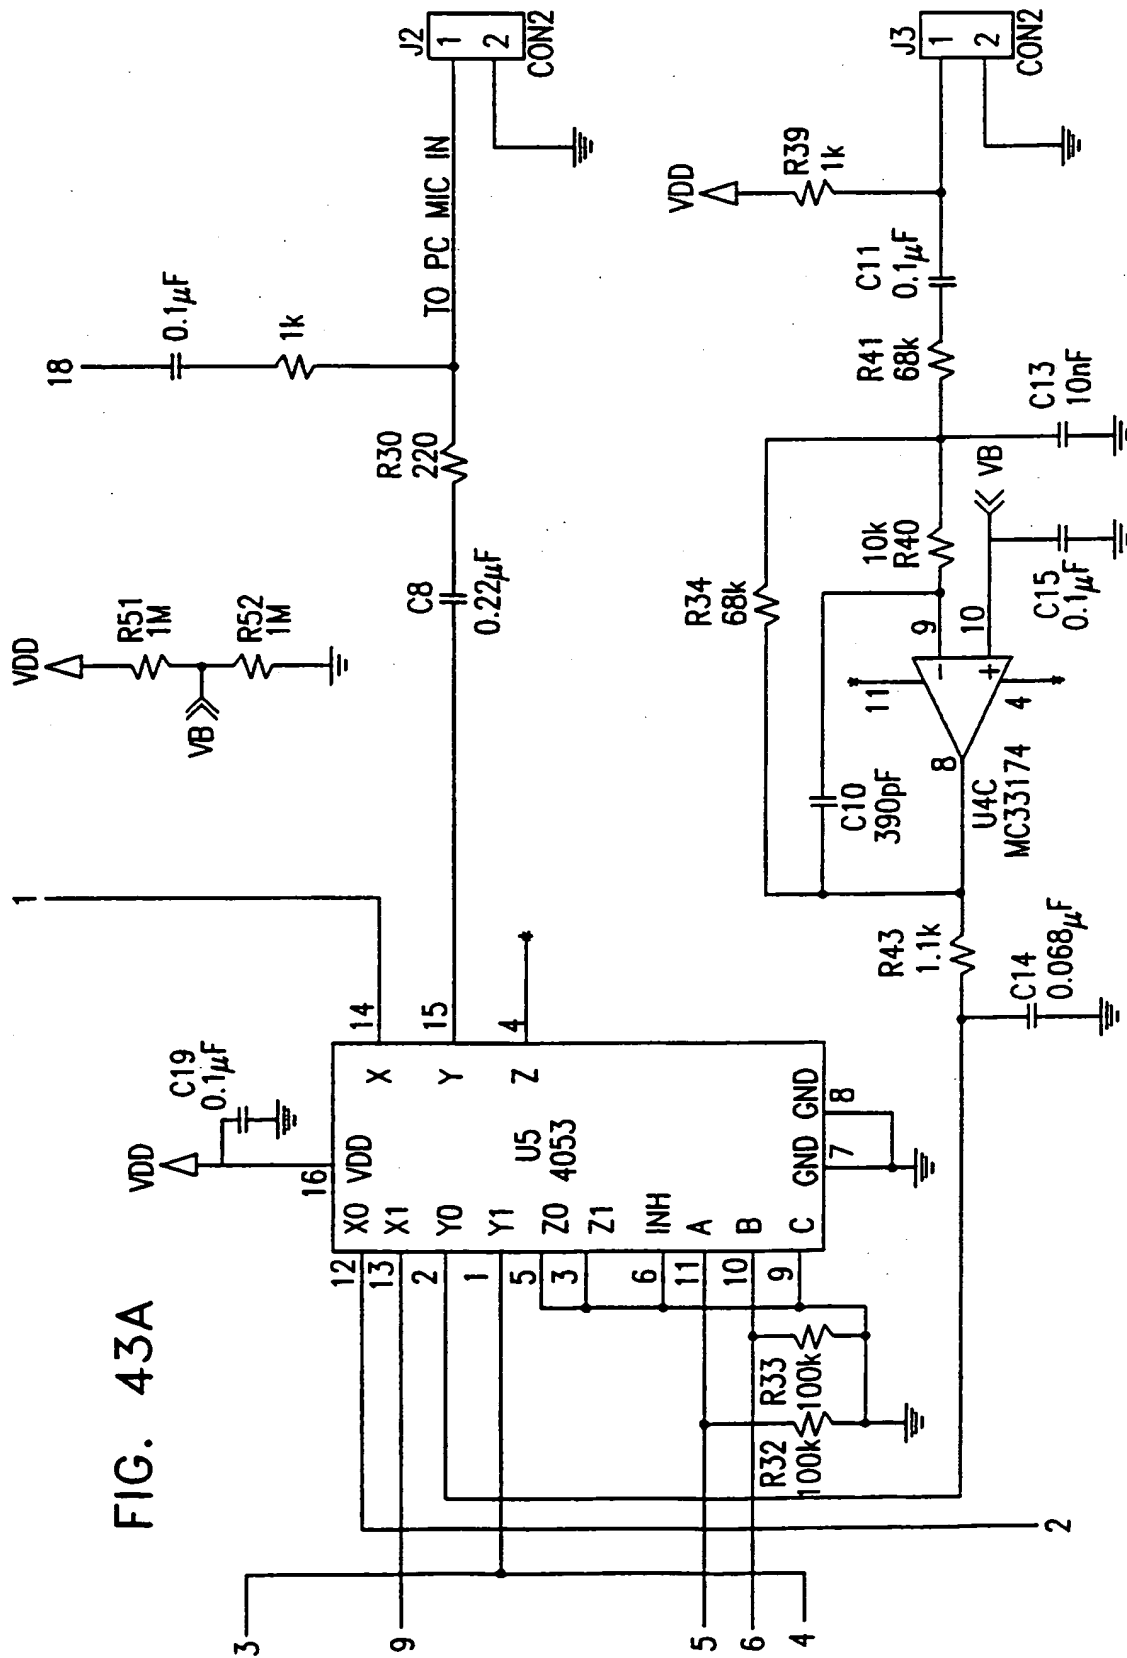 FIG. 43A
3
9
5
6
4
2
1
18
VDD
C19
0.1µF
16
VDD
12
X0
13
X1
2
Y0
1
Y1
5
Z0
3
Z1
6
INH
11
A
10
B
9
C
U5
4053
X
14
Y
15
Z
4
GND
7
GND
8
R32
100k
R33
100k
VDD
R51
1M
VB
R52
1M
C8
0.22µF
R30
220
0.1µF
1k
TO PC MIC IN
J2
1
2
CON2
R43
1.1k
C14
0.068µF
C10
390pF
R34
68k
8
U4C
MC33174
11
4
-
+
9
10
10k
R40
VB
C15
0.1µF
C13
10nF
R41
68k
C11
0.1µF
VDD
R39
1k
J3
1
2
CON2